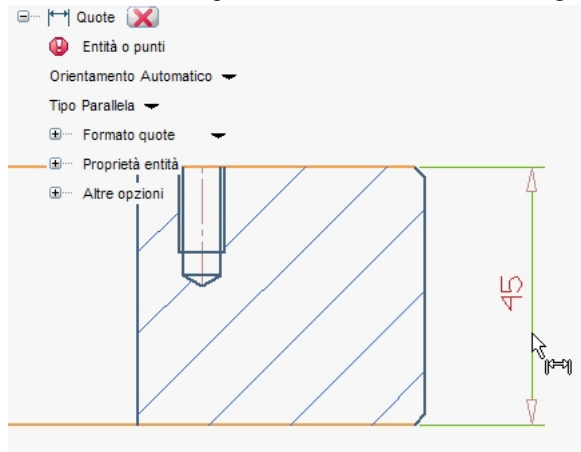 Quote
Entità o punti
Orientamento Automatico
Tipo Parallela
Formato quote
Proprietà entità
Altre opzioni
45